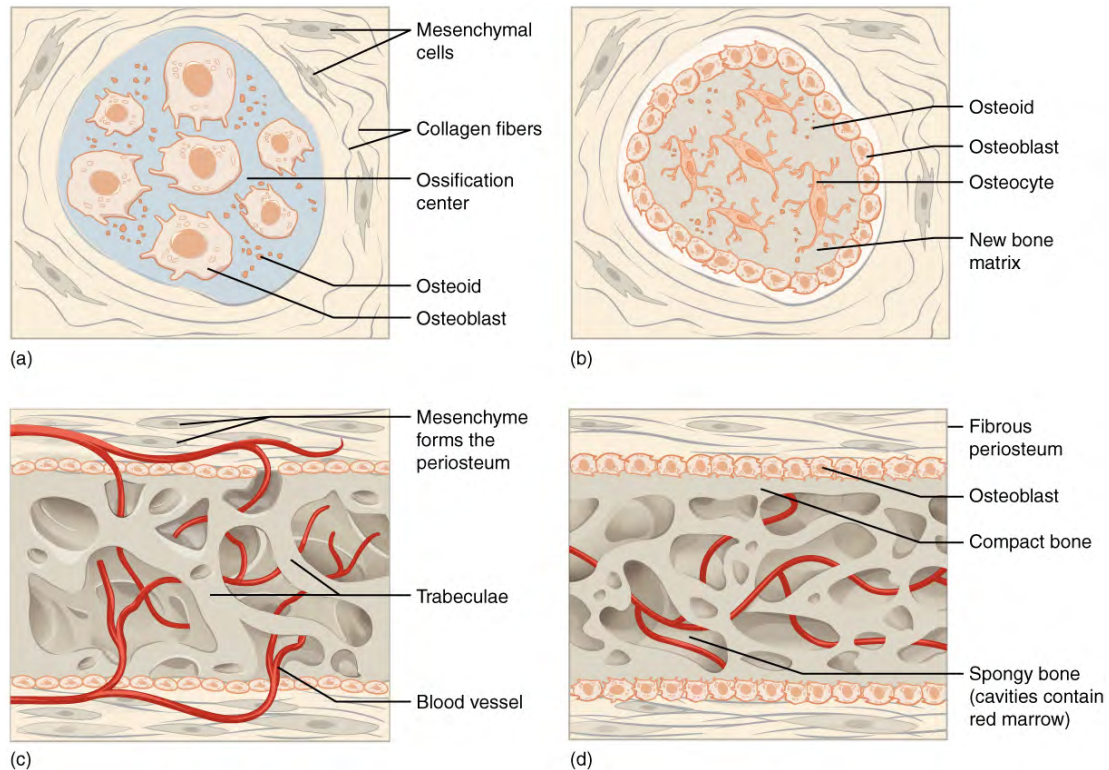 Mesenchymal
cells
Collagen fibers
Ossification
center
Osteoid
Osteoblast
(a)
Osteoid
Osteoblast
Osteocyte
New bone
matrix
(b)
Mesenchyme
forms the
periosteum
Trabeculae
Blood vessel
(c)
Fibrous
periosteum
Osteoblast
Compact bone
Spongy bone
(cavities contain
red marrow)
(d)